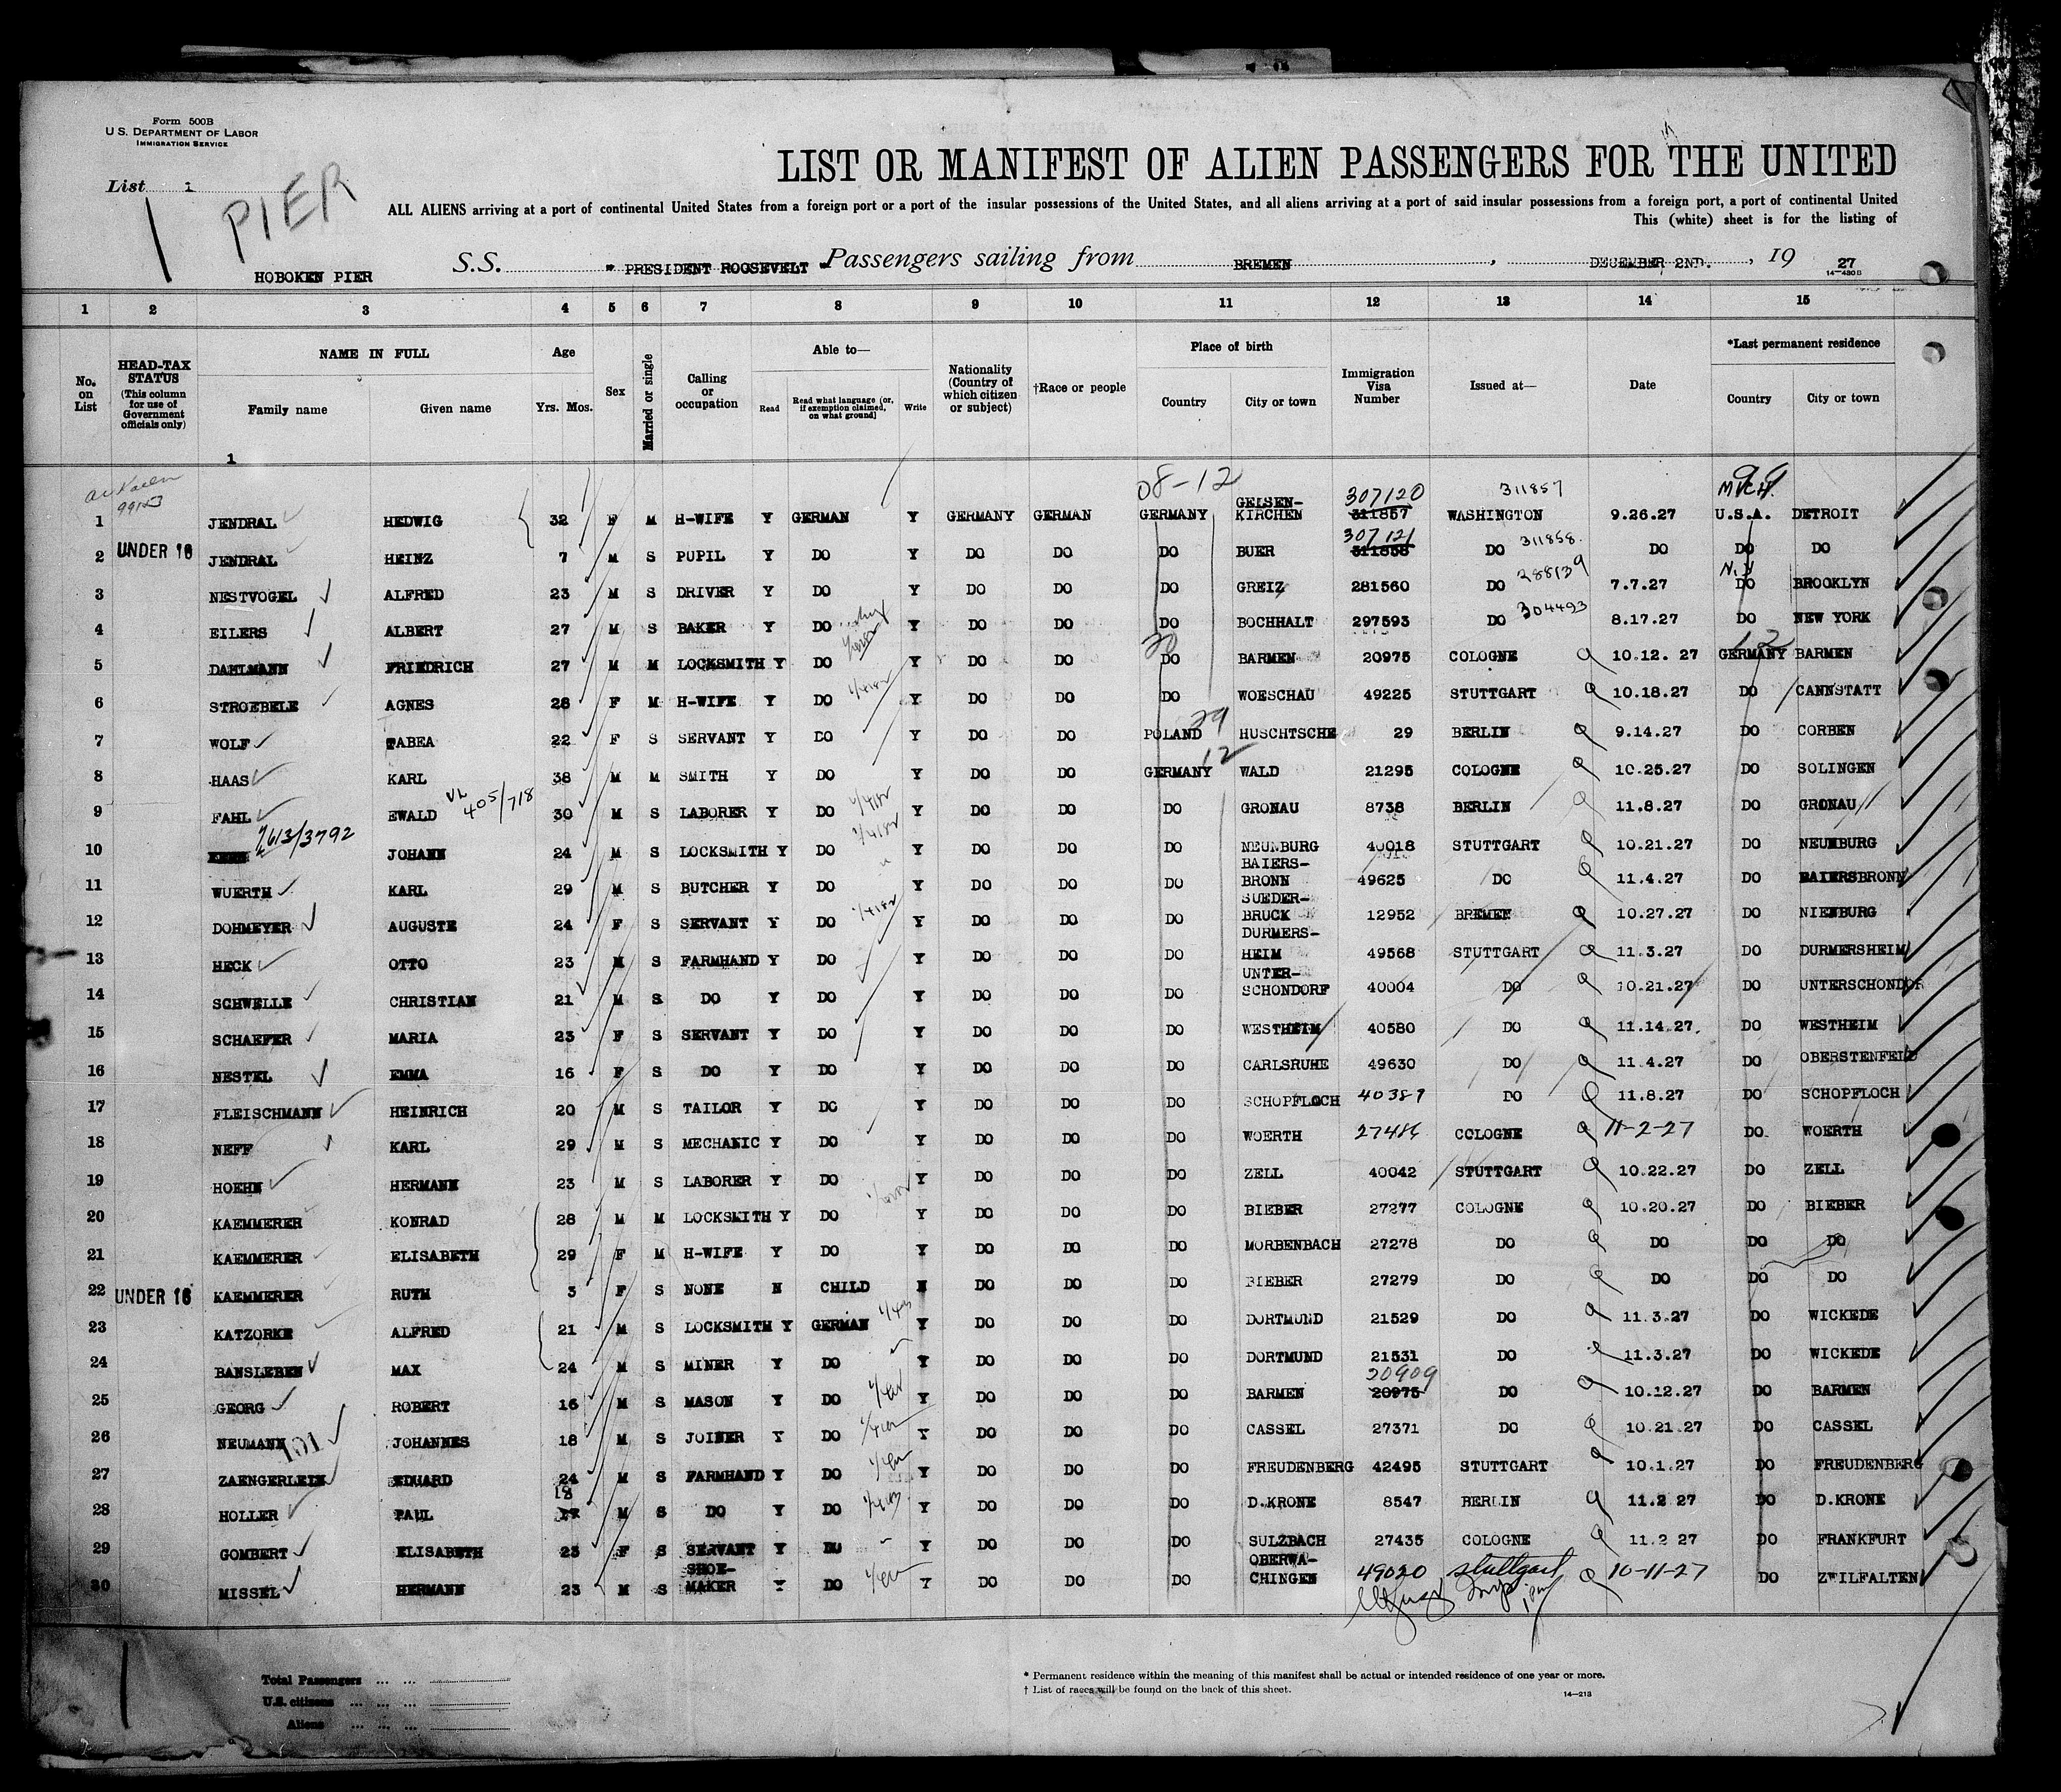 Form 500B
U.S. DEPARTMENT OF LABOR
IMMIGRATION SERVICE
List 1
PIER
LIST OR MANIFEST OF ALIEN PASSENGERS FOR THE UNITED
ALL ALIENS arriving at a port of continental United States from a foreign port or a port of the insular possessions of the United States, and all aliens arriving at a port of said insular possessions from a foreign port, a port of continental United
This (white) sheet is for the listing of
HOBOKEN PIER S.S. " PRESIDENT ROOSEVELT " Passengers sailing from BREMEN, DECEMBER 2ND., 19 27
14—480B
1 2 3 4 5 6 7 8 9 10 11 12 13 14 15
No. on List
HEAD-TAX STATUS (This column for use of Government officials only)
NAME IN FULL
Family name Given name
Age
Yrs. Mos.
Sex
Married or single
Calling or occupation
Able to—
Read
Read what language (or, if exemption claimed, on what ground)
Write
Nationality (Country of which citizen or subject)
†Race or people
Place of birth
Country City or town
Immigration Visa Number
Issued at—
Date
*Last permanent residence
Country City or town
1
99153
08-12 GELSEN- 307120 311857 MICH. 99
1 JENDRAL HEDWIG 32 F M H-WIFE Y GERMAN Y GERMANY GERMAN GERMANY KIRCHEN 311857 WASHINGTON 9.26.27 U.S.A. DETROIT
307121 311858
2 UNDER 16 JENDRAL HEINZ 7 M S PUPIL Y DO Y DO DO DO BUER 311858 DO DO DO DO
288139 N.Y
3 NESTVOGEL ALFRED 23 M S DRIVER Y DO Y DO DO DO GREIZ 281560 DO 7.7.27 DO BROOKLYN
304493
4 EILERS ALBERT 27 M S BAKER Y DO Y DO DO DO BOCHHALT 297593 DO 8.17.27 DO NEW YORK
20 12
5 DAHLMANN FRIEDRICH 27 M M LOCKSMITH Y DO Y DO DO DO BARMEN 20975 COLOGNE 10.12. 27 GERMANY BARMEN
6 STROEBELE AGNES 28 F M H-WIFE Y DO Y DO DO DO WOESCHAU 49225 STUTTGART 10.18.27 DO CANNSTATT
29
7 WOLF TABEA 22 F S SERVANT Y DO Y DO DO POLAND HUSCHTSCHE 29 BERLIN 9.14.27 DO CORBEN
12
8 HAAS KARL 38 M M SMITH Y DO Y DO DO GERMANY WALD 21295 COLOGNE 10.25.27 DO SOLINGEN
9 FAHL EWALD 405/718 30 M S LABORER Y DO Y DO DO DO GRONAU 8738 BERLIN 11.8.27 DO GRONAU
613/3792
10 JOHANN 24 M S LOCKSMITH Y DO Y DO DO DO NEUNBURG 40018 STUTTGART 10.21.27 DO NEUNBURG
BAIERS-
11 WUERTH KARL 29 M S BUTCHER Y DO Y DO DO DO BRONN 49625 DO 11.4.27 DO BAIERSBRONN
SUEDER-
12 DOHMEYER AUGUSTE 24 F S SERVANT Y DO Y DO DO DO BRUCK 12952 BREMEN 10.27.27 DO NIENBURG
DURMERS-
13 HECK OTTO 23 M S FARMHAND Y DO Y DO DO DO HEIM 49568 STUTTGART 11.3.27 DO DURMERSHEIM
UNTER-
14 SCHWELLE CHRISTIAN 21 M S DO Y DO Y DO DO DO SCHONDORF 40004 DO 10.21.27 DO UNTERSCHONDOR
15 SCHAEFER MARIA 23 F S SERVANT Y DO Y DO DO DO WESTHEIM 40580 DO 11.14.27. DO WESTHEIM
16 NESTEL EMMA 16 F S DO Y DO Y DO DO DO CARLSRUHE 49630 DO 11.4.27 DO OBERSTENFELD
17 FLEISCHMANN HEINRICH 20 M S TAILOR Y DO Y DO DO DO SCHOPFLOCH 40387 DO 11.8.27 DO SCHOPFLOCH
18 NEFF KARL 29 M S MECHANIC Y DO Y DO DO DO WOERTH 27486 COLOGNE 11-2-27 DO WOERTH
19 HOEHN HERMANN 23 M S LABORER Y DO Y DO DO DO ZELL 40042 STUTTGART 10.22.27 DO ZELL
20 KAEMMERER KONRAD 28 M M LOCKSMITH Y DO Y DO DO DO BIEBER 27277 COLOGNE 10.20.27 DO BIEBER
21 KAEMMERER ELISABETH 29 F M H-WIFE Y DO Y DO DO DO MORBENBACH 27278 DO DO DO DO
22 UNDER 16 KAEMMERER RUTH 3 F S NONE N CHILD N DO DO DO BIEBER 27279 DO DO DO DO
23 KATZORKE ALFRED 21 M S LOCKSMITH Y GERMAN Y DO DO DO DORTMUND 21529 DO 11.3.27 DO WICKEDE
24 BANSLEBEN MAX 24 M S MINER Y DO Y DO DO DO DORTMUND 21531 DO 11.3.27 DO WICKEDE
20909
25 GEORG ROBERT 16 M S MASON Y DO Y DO DO DO BARMEN 20975 DO 10.12.27 DO BARMEN
26 NEUMANN 101 JOHANNES 18 M S JOINER Y DO Y DO DO DO CASSEL 27371 DO 10.21.27 DO CASSEL
27 ZAENGERLEIN EDUARD 24 M S FARMHAND Y DO Y DO DO DO FREUDENBERG 42495 STUTTGART 10.1.27 DO FREUDENBERG
18
28 HOLLER PAUL 17 M S DO Y DO Y DO DO DO D.KRONE 8547 BERLIN 11.2 27 DO D.KRONE
29 GOMBERT ELISABETH 23 F S SERVANT Y DO Y DO DO DO SULZBACH 27435 COLOGNE 11.2 27 DO FRANKFURT
SHOE- OBERWA-
30 MISSEL HERMANN 23 M S MAKER Y DO Y DO DO DO CHINGEN 49020 Stuttgart 10-11-27 DO ZWILFALTEN
Total Passengers ... ...
U.S. citizens ... ... ...
Aliens ... ... ...
* Permanent residence within the meaning of this manifest shall be actual or intended residence of one year or more.
† List of races will be found on the back of this sheet.
14—213